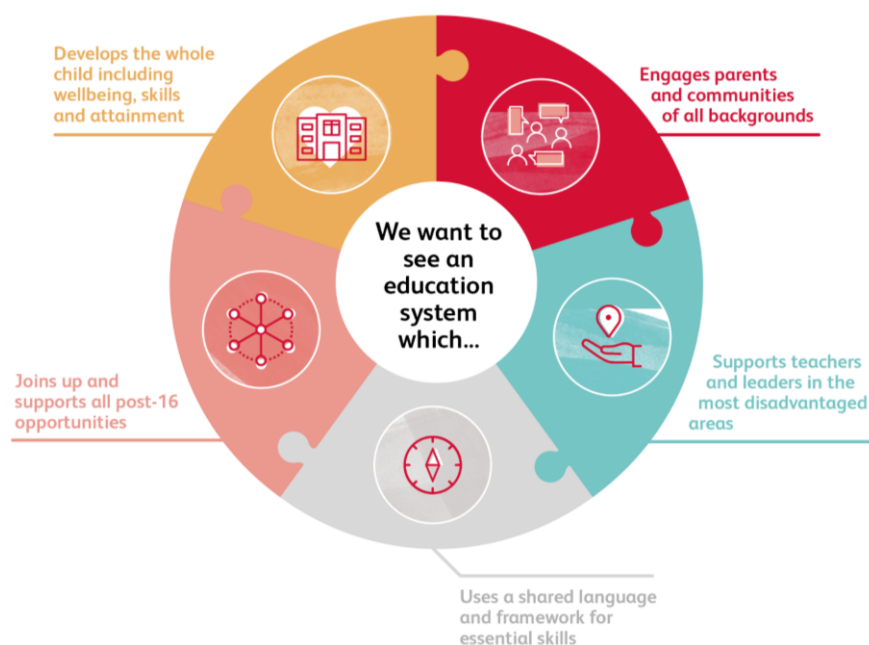 Develops the whole
child including
wellbeing, skills
and attainment
Engages parents
and communities
of all backgrounds
We want to
see an
education
system
which...
Supports teachers
and leaders in the
most disadvantaged
areas
Joins up and
supports all post-16
opportunities
Uses a shared language
and framework for
essential skills